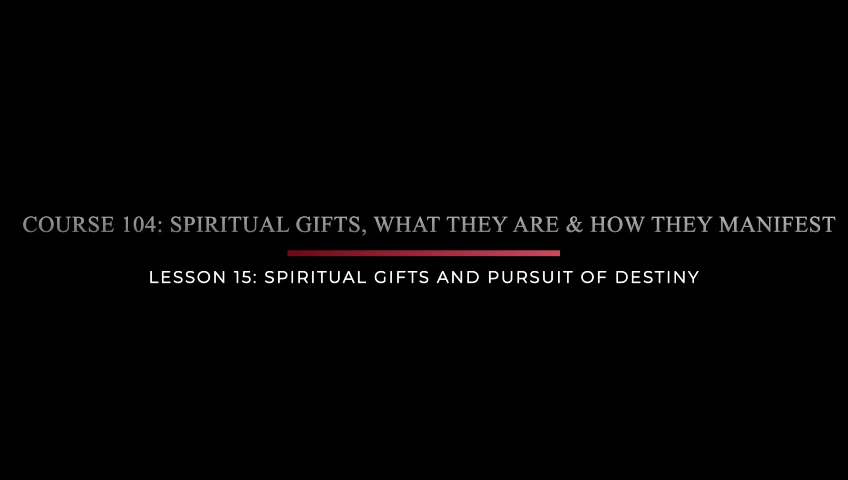 COURSE 104: SPIRITUAL GIFTS, WHAT THEY ARE & HOW THEY MANIFEST
LESSON 15: SPIRITUAL GIFTS AND PURSUIT OF DESTINY